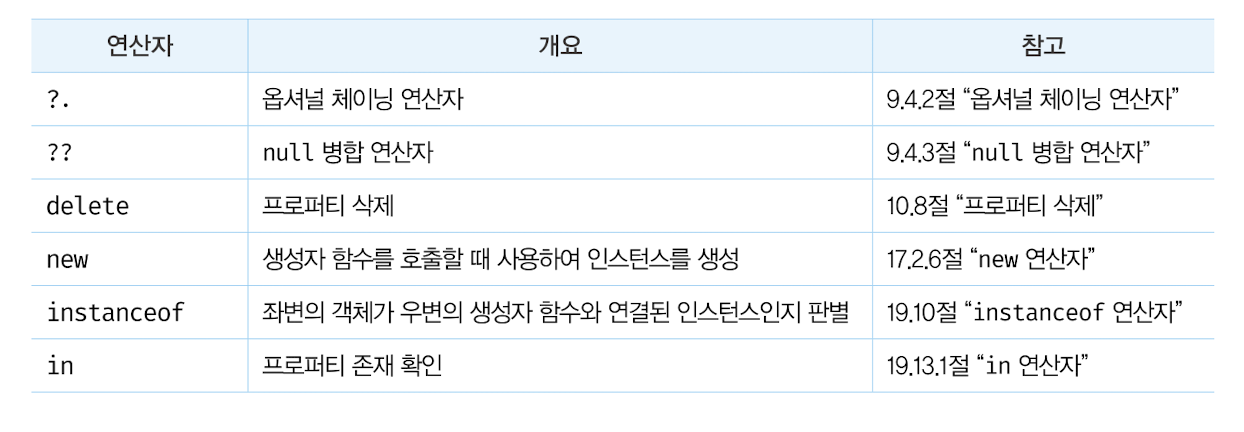 연산자 개요 참고
?. 옵셔널 체이닝 연산자 9.4.2절 “옵셔널 체이닝 연산자”
?? null 병합 연산자 9.4.3절 “null 병합 연산자”
delete 프로퍼티 삭제 10.8절 “프로퍼티 삭제”
new 생성자 함수를 호출할 때 사용하여 인스턴스를 생성 17.2.6절 “new 연산자”
instanceof 좌변의 객체가 우변의 생성자 함수와 연결된 인스턴스인지 판별 19.10절 “instanceof 연산자”
in 프로퍼티 존재 확인 19.13.1절 “in 연산자”